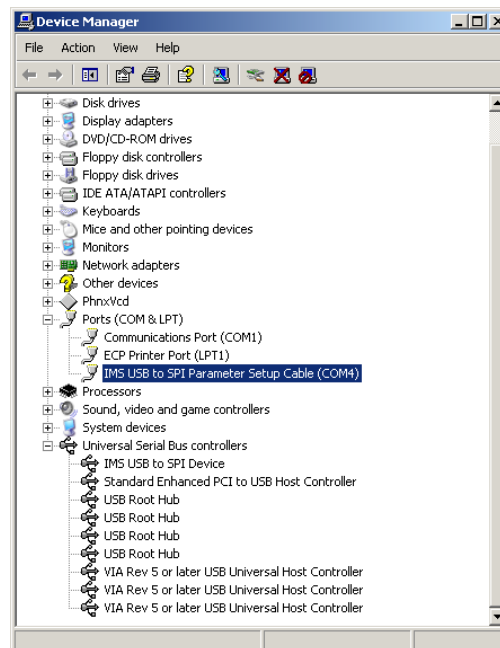 Device Manager
File Action View Help
Disk drives
Display adapters
DVD/CD-ROM drives
Floppy disk controllers
Floppy disk drives
IDE ATA/ATAPI controllers
Keyboards
Mice and other pointing devices
Monitors
Network adapters
Other devices
PhnxVcd
Ports (COM & LPT)
Communications Port (COM1)
ECP Printer Port (LPT1)
IMS USB to SPI Parameter Setup Cable (COM4)
Processors
Sound, video and game controllers
System devices
Universal Serial Bus controllers
IMS USB to SPI Device
Standard Enhanced PCI to USB Host Controller
USB Root Hub
USB Root Hub
USB Root Hub
USB Root Hub
VIA Rev 5 or later USB Universal Host Controller
VIA Rev 5 or later USB Universal Host Controller
VIA Rev 5 or later USB Universal Host Controller